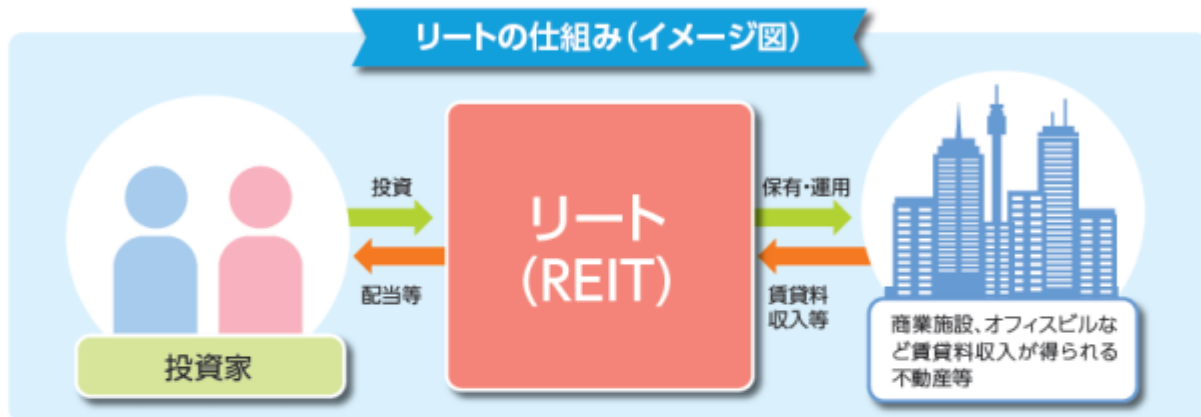 リートの仕組み(イメージ図)
投資
配当等
投資家
リート
(REIT)
保有・運用
賃貸料
収入等
商業施設、オフィスビルな
ど賃貸料収入が得られる
不動産等